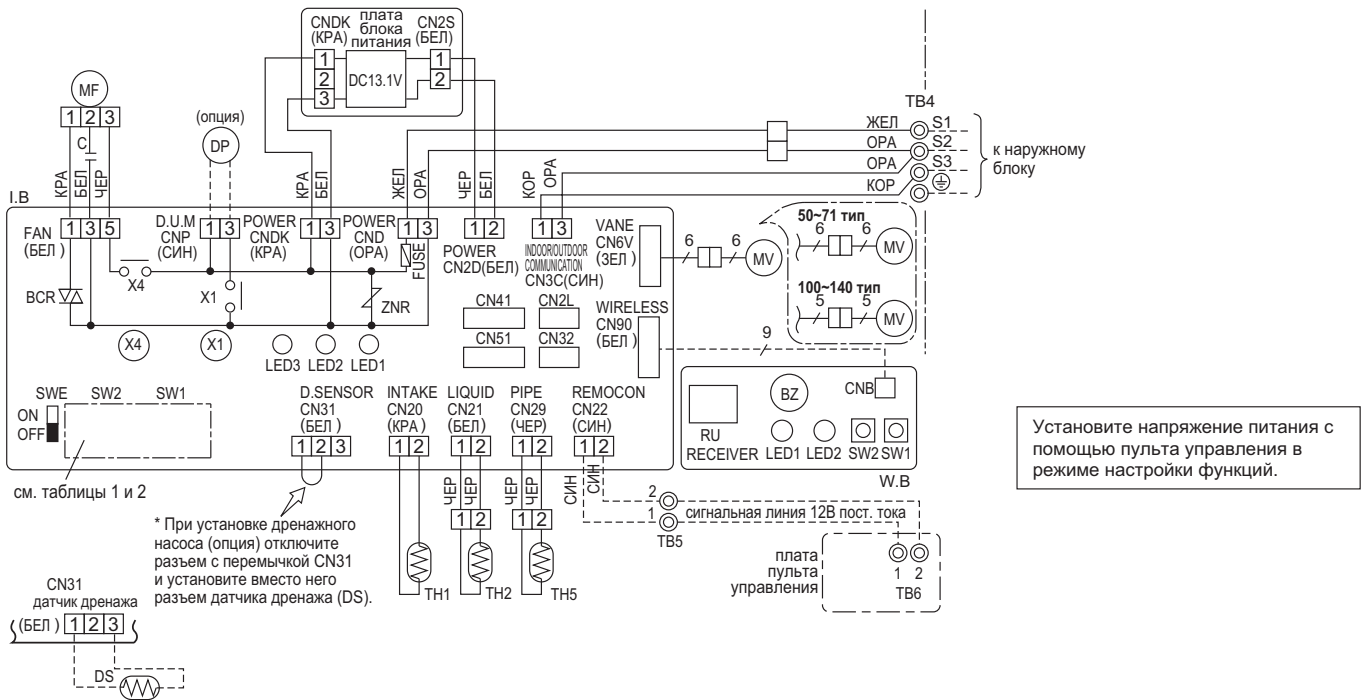 CNDK
(КРА)
плата
блока
питания
CN2S
(БЕЛ)
1
2
3
DC13.1V
1
2
MF
1 2 3
C
КРА
БЕЛ
ЧЕР
(опция)
DP
КРА
БЕЛ
ЖЕЛ
ОРА
ЧЕР
БЕЛ
КОР
ОРА
TB4
ЖЕЛ
S1
ОРА
S2
ОРА
S3
КОР
к наружному
блоку
I.B
FAN
(БЕЛ )
1 3 5
D.U.M
CNP
(СИН)
1 3
POWER
CNDK
(КРА)
1 3
POWER
CND
(ОРА)
1 3
FUSE
1 2
POWER
CN2D(БЕЛ)
1 3
INDOOR/OUTDOOR
COMMUNICATION
CN3C(СИН)
VANE
CN6V
(ЗЕЛ )
6
6
MV
50~71 тип
6
6
MV
100~140 тип
5
5
MV
X4
BCR
X1
ZNR
CN41
CN2L
CN51
CN32
WIRELESS
CN90
(БЕЛ )
9
X4
X1
LED3
LED2
LED1
SWE
SW2
SW1
ON
OFF
см. таблицы 1 и 2
D.SENSOR
CN31
(БЕЛ )
1 2 3
INTAKE
CN20
(КРА)
1 2
LIQUID
CN21
(БЕЛ)
1 2
PIPE
CN29
(ЧЕР)
1 2
REMOCON
CN22
(СИН)
1 2
CNB
BZ
RU
RECEIVER
LED1
LED2
SW2
SW1
W.B
Установите напряжение питания с
помощью пульта управления в
режиме настройки функций.
ЧЕР
ЧЕР
1 2
ЧЕР
ЧЕР
1 2
СИН
СИН
2
1
TB5
сигнальная линия 12В пост. тока
TH1
TH2
TH5
плата
пульта
управления
1 2
TB6
* При установке дренажного
насоса (опция) отключите
разъем с перемычкой CN31
и установите вместо него
разъем датчика дренажа (DS).
CN31
датчик дренажа
(БЕЛ )
1 2 3
DS